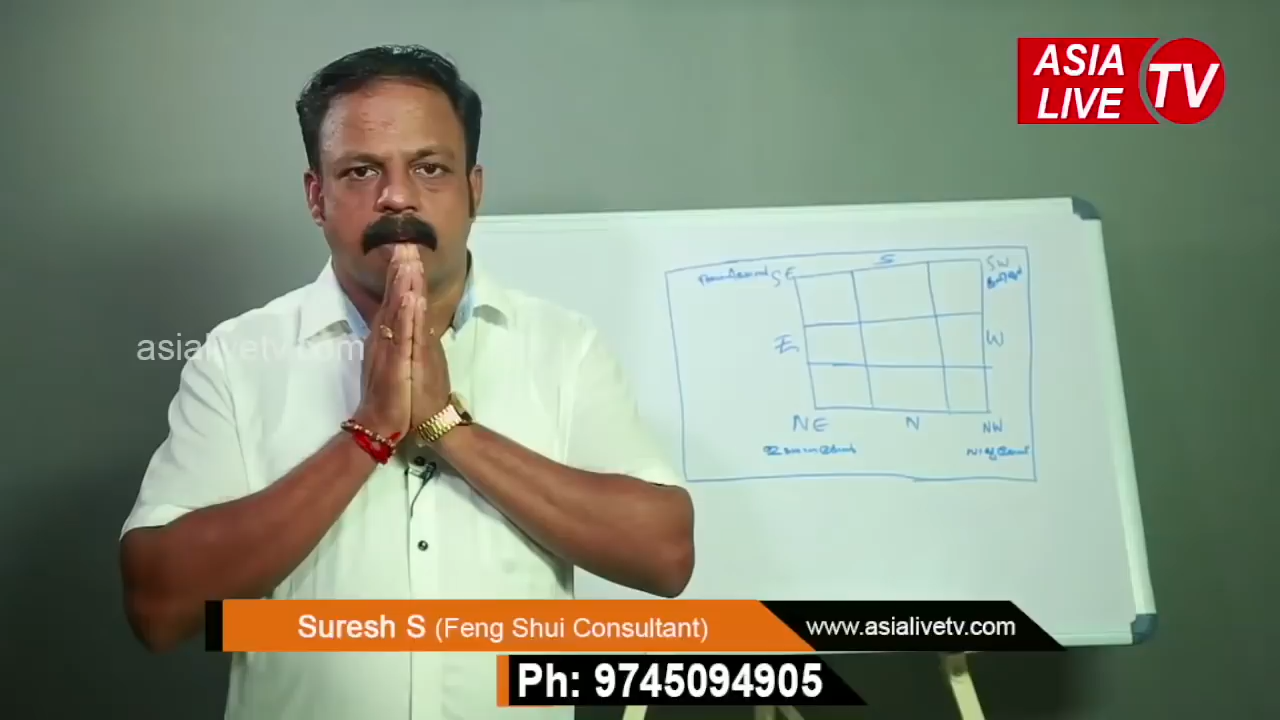 ASIA
LIVE
TV
asialivetv.com
S
SE
SW
E
W
NE
N
NW
Suresh S (Feng Shui Consultant)
www.asialivetv.com
Ph: 9745094905